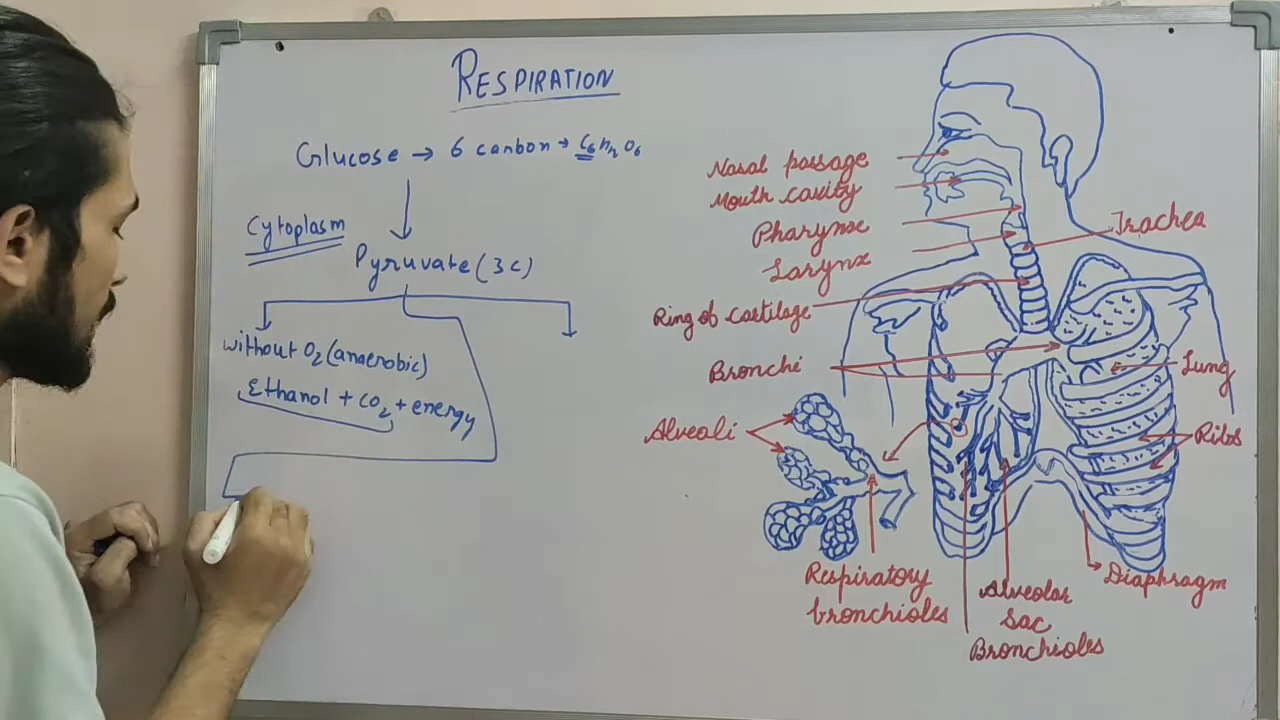 RESPIRATION
Glucose → 6 carbon → C6H12O6
Cytoplasm
Pyruvate (3c)
without O2 (anaerobic)
Ethanol + CO2 + energy
Nasal passage
Mouth cavity
Pharynx
Larynx
Trachea
Ring of cartilage
Bronchi
Lung
Alveoli
Ribs
Respiratory
bronchioles
Alveolar
Sac
Bronchioles
Diaphragm